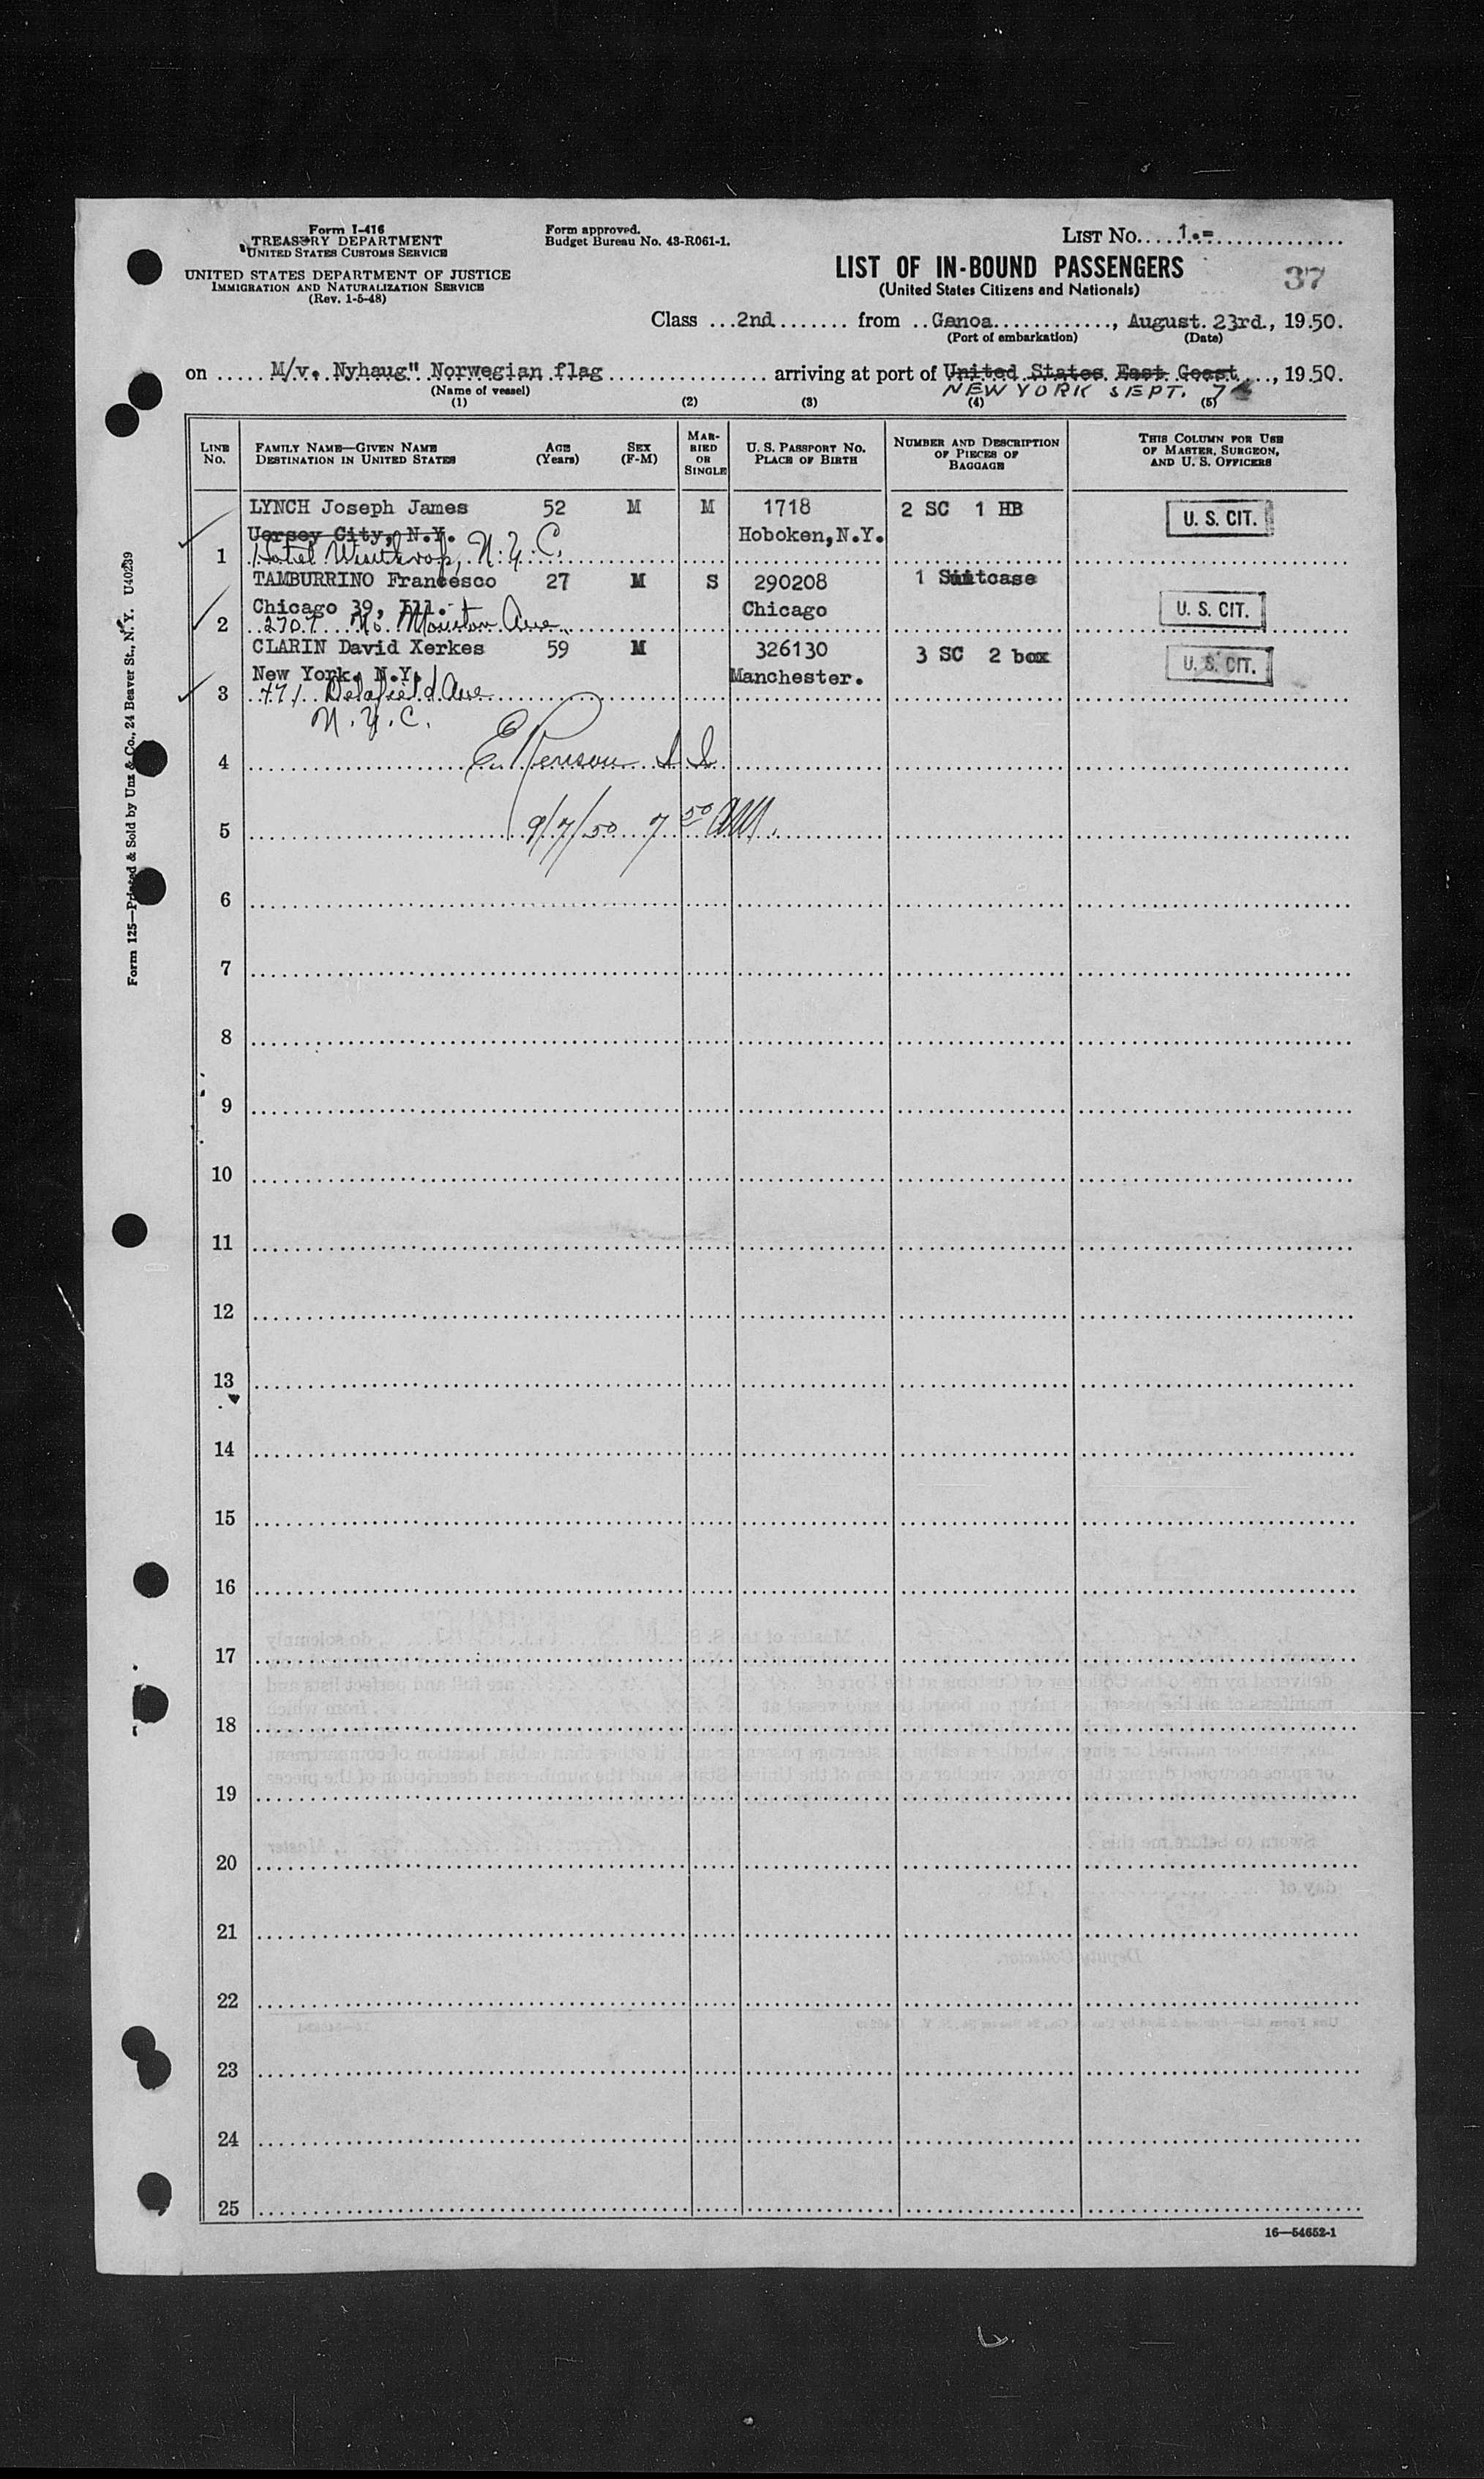 Form I-416
TREASURY DEPARTMENT
UNITED STATES CUSTOMS SERVICE
UNITED STATES DEPARTMENT OF JUSTICE
IMMIGRATION AND NATURALIZATION SERVICE
(Rev. 1-5-48)
Form approved.
Budget Bureau No. 43-R061-1.
LIST NO. 1.=
LIST OF IN-BOUND PASSENGERS
(United States Citizens and Nationals)
37
Class 2nd from Genoa, August 23rd., 1950.
(Port of embarkation) (Date)
on M/v. Nyhaug" Norwegian flag arriving at port of United States East Coast, 1950.
(Name of vessel) NEW YORK SEPT. 7
(1) (2) (3) (4) (5)
LINE NO.
FAMILY NAME—GIVEN NAME
DESTINATION IN UNITED STATES
AGE (Years)
SEX (F-M)
MARRIED OR SINGLE
U. S. PASSPORT NO.
PLACE OF BIRTH
NUMBER AND DESCRIPTION OF PIECES OF BAGGAGE
THIS COLUMN FOR USE OF MASTER, SURGEON, AND U. S. OFFICERS
LYNCH Joseph James 52 M M 1718 2 SC 1 HB U. S. CIT.
Uersey City, N.Y. Hoboken,N.Y.
1 Hotel Winthrop, N.Y.C.
TAMBURRINO Francesco 27 M S 290208 1 Suitcase U. S. CIT.
Chicago 39, Ill. Chicago
2 2707 No. Ave
CLARIN David Xerkes 59 M 326130 3 SC 2 box U. S. CIT.
New York. N.Y. Manchester.
3 471 Delafield Ave
N.Y.C.
4
9/7/50 7 50 AM.
5
6
7
8
9
10
11
12
13
14
15
16
17
18
19
20
21
22
23
24
25
16—54652-1
Form 125—Printed & Sold by Unz & Co., 24 Beaver St., N. Y. U40239